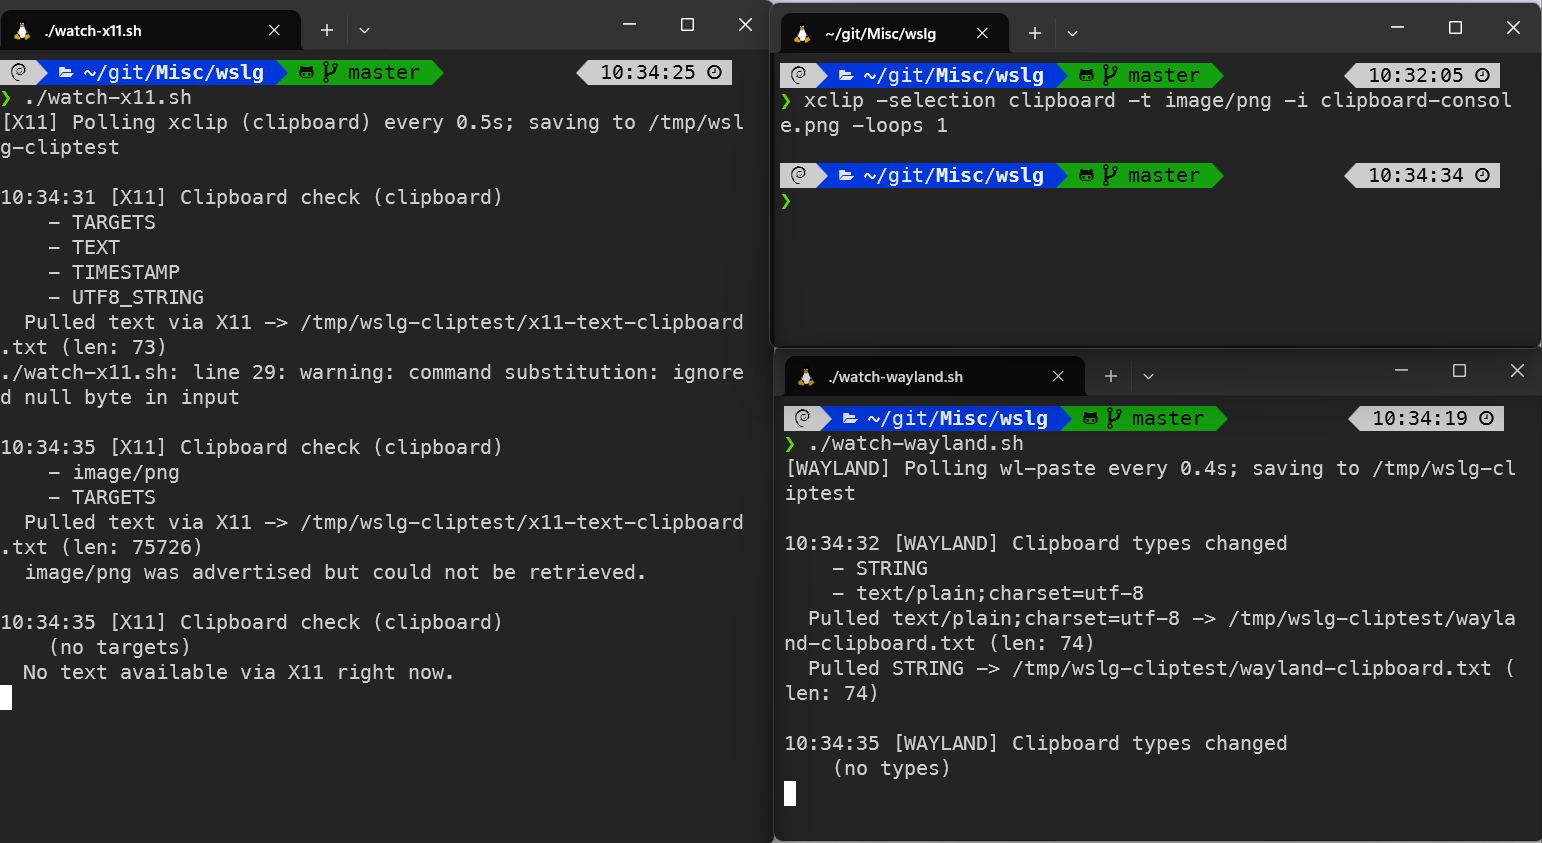 ./watch-x11.sh
~/git/Misc/wslg master 10:34:25
❯ ./watch-x11.sh
[X11] Polling xclip (clipboard) every 0.5s; saving to /tmp/wsl
g-cliptest
10:34:31 [X11] Clipboard check (clipboard)
- TARGETS
- TEXT
- TIMESTAMP
- UTF8_STRING
Pulled text via X11 -> /tmp/wslg-cliptest/x11-text-clipboard
.txt (len: 73)
./watch-x11.sh: line 29: warning: command substitution: ignore
d null byte in input
10:34:35 [X11] Clipboard check (clipboard)
- image/png
- TARGETS
Pulled text via X11 -> /tmp/wslg-cliptest/x11-text-clipboard
.txt (len: 75726)
image/png was advertised but could not be retrieved.
10:34:35 [X11] Clipboard check (clipboard)
(no targets)
No text available via X11 right now.
~/git/Misc/wslg
~/git/Misc/wslg master 10:32:05
❯ xclip -selection clipboard -t image/png -i clipboard-consol
e.png -loops 1
~/git/Misc/wslg master 10:34:34
❯
./watch-wayland.sh
~/git/Misc/wslg master 10:34:19
❯ ./watch-wayland.sh
[WAYLAND] Polling wl-paste every 0.4s; saving to /tmp/wslg-cl
iptest
10:34:32 [WAYLAND] Clipboard types changed
- STRING
- text/plain;charset=utf-8
Pulled text/plain;charset=utf-8 -> /tmp/wslg-cliptest/wayla
nd-clipboard.txt (len: 74)
Pulled STRING -> /tmp/wslg-cliptest/wayland-clipboard.txt (
len: 74)
10:34:35 [WAYLAND] Clipboard types changed
(no types)